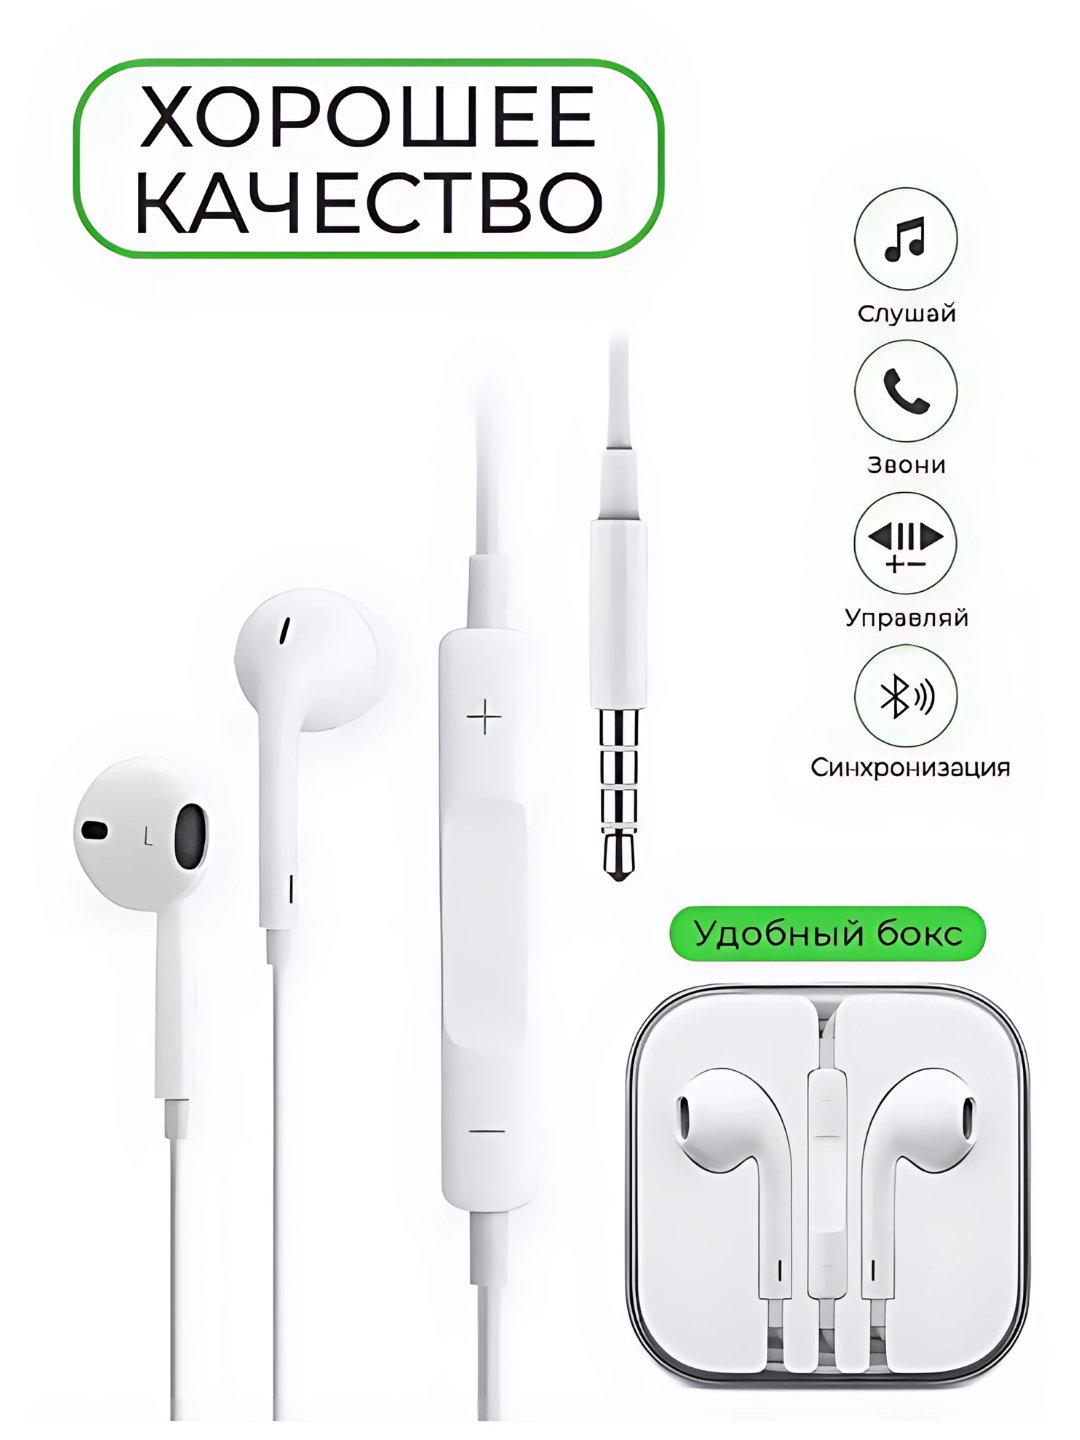 ХОРОШЕЕ
КАЧЕСТВО
Слушай
Звони
Управляй
Синхронизация
L
Удобный бокс